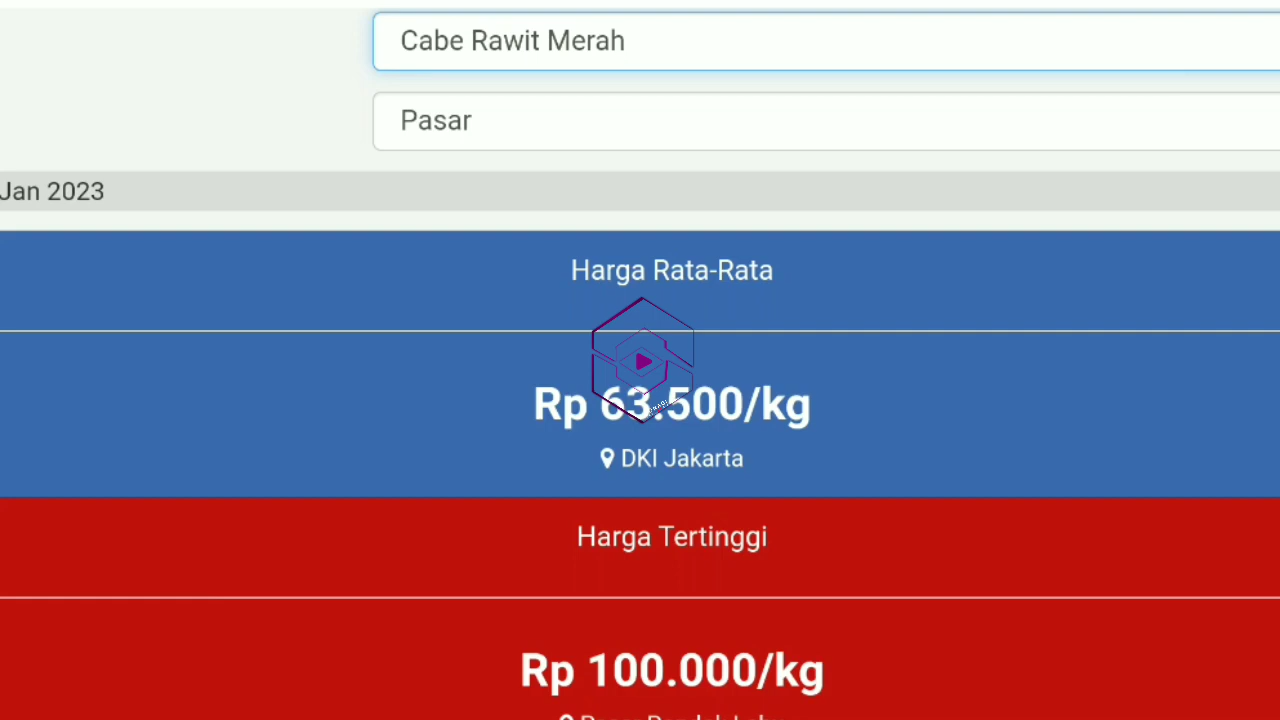 Cabe Rawit Merah
Pasar
Jan 2023
Harga Rata-Rata
Rp 63.500/kg
DKI Jakarta
Harga Tertinggi
Rp 100.000/kg